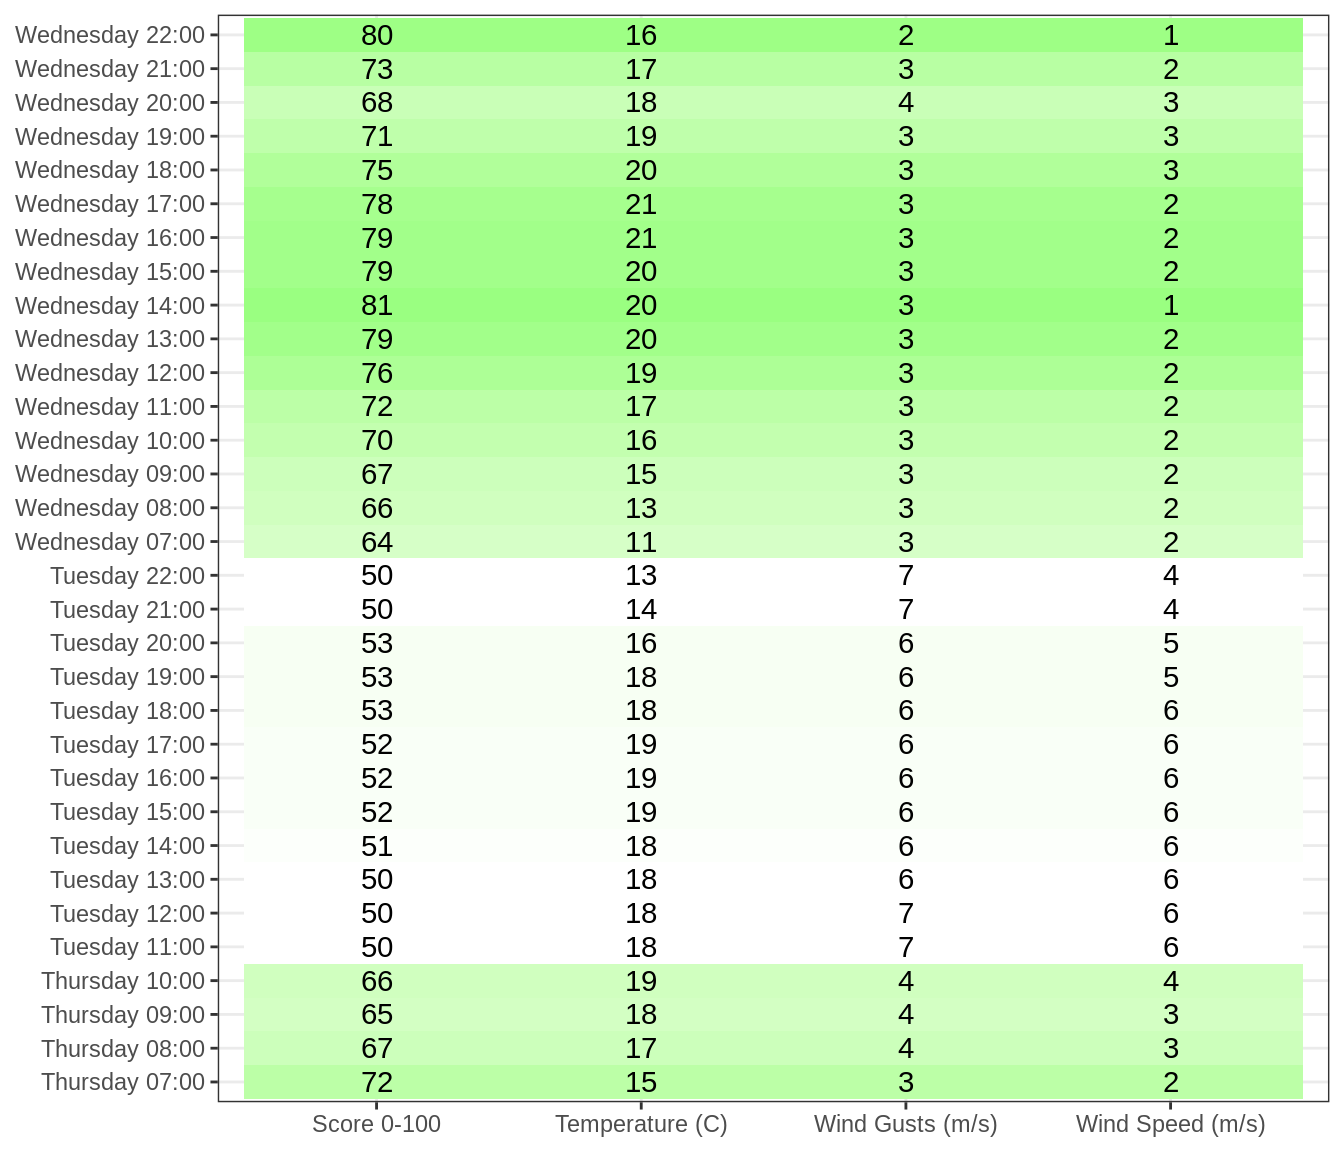 Wednesday 22:00 80 16 2 1
Wednesday 21:00 73 17 3 2
Wednesday 20:00 68 18 4 3
Wednesday 19:00 71 19 3 3
Wednesday 18:00 75 20 3 3
Wednesday 17:00 78 21 3 2
Wednesday 16:00 79 21 3 2
Wednesday 15:00 79 20 3 2
Wednesday 14:00 81 20 3 1
Wednesday 13:00 79 20 3 2
Wednesday 12:00 76 19 3 2
Wednesday 11:00 72 17 3 2
Wednesday 10:00 70 16 3 2
Wednesday 09:00 67 15 3 2
Wednesday 08:00 66 13 3 2
Wednesday 07:00 64 11 3 2
Tuesday 22:00 50 13 7 4
Tuesday 21:00 50 14 7 4
Tuesday 20:00 53 16 6 5
Tuesday 19:00 53 18 6 5
Tuesday 18:00 53 18 6 6
Tuesday 17:00 52 19 6 6
Tuesday 16:00 52 19 6 6
Tuesday 15:00 52 19 6 6
Tuesday 14:00 51 18 6 6
Tuesday 13:00 50 18 6 6
Tuesday 12:00 50 18 7 6
Tuesday 11:00 50 18 7 6
Thursday 10:00 66 19 4 4
Thursday 09:00 65 18 4 3
Thursday 08:00 67 17 4 3
Thursday 07:00 72 15 3 2
Score 0-100 Temperature (C) Wind Gusts (m/s) Wind Speed (m/s)